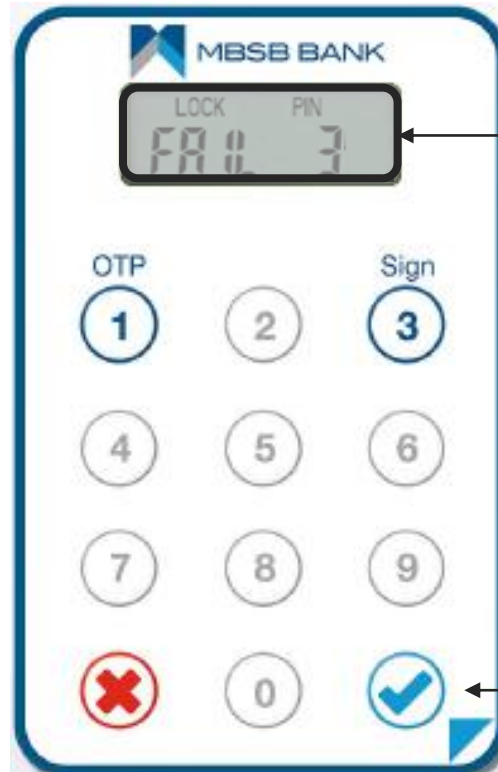 MBSB BANK
LOCK PIN
FAIL 3
OTP Sign
1 2 3
4 5 6
7 8 9
0